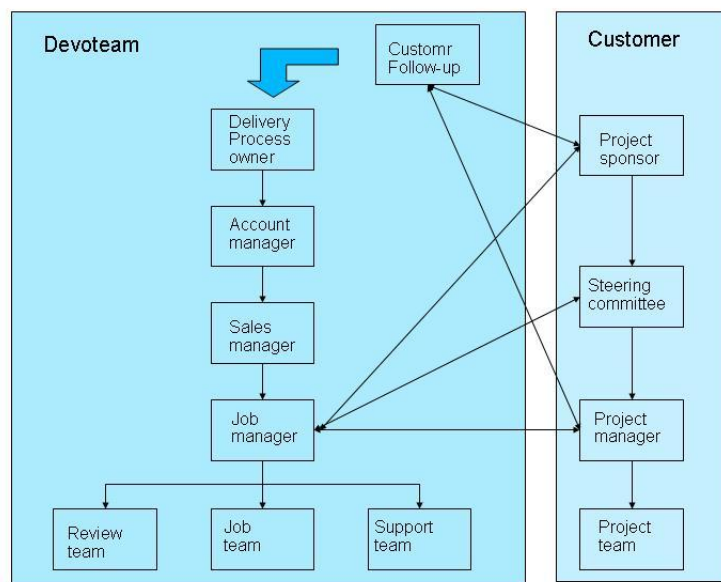 Devoteam
Customr
Follow-up
Customer
Delivery
Process
owner
Project
sponsor
Account
manager
Steering
committee
Sales
manager
Job
manager
Project
manager
Review
team
Job
team
Support
team
Project
team